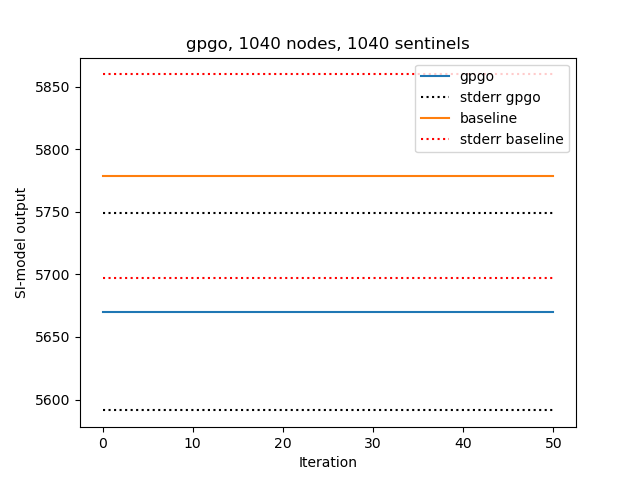 gpgo, 1040 nodes, 1040 sentinels
gpgo
stderr gpgo
baseline
stderr baseline
SI-model output
5850
5800
5750
5700
5650
5600
0 10 20 30 40 50
Iteration